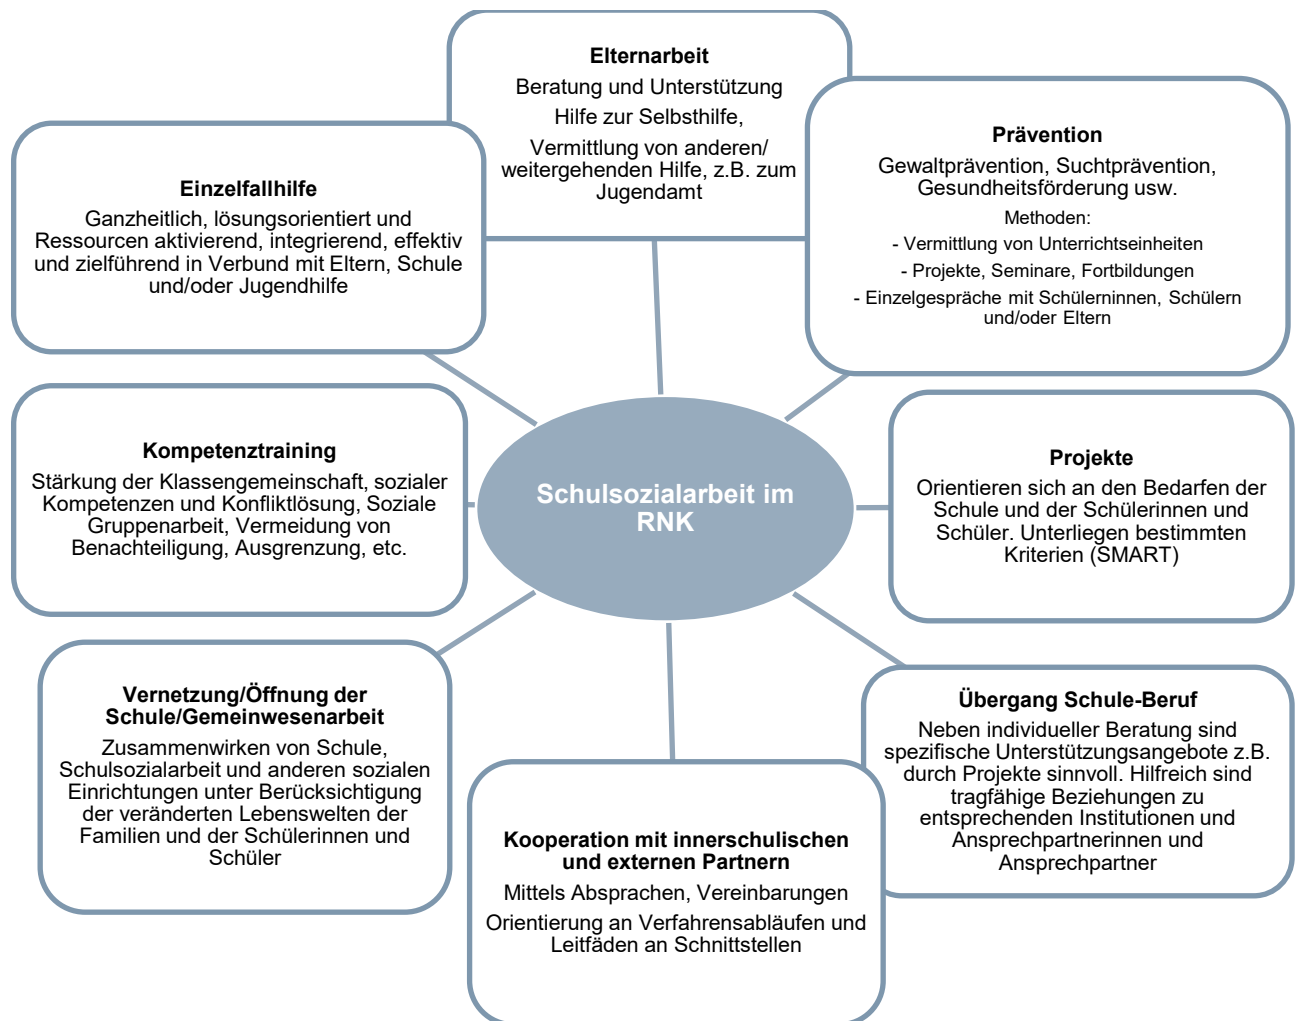 Elternarbeit
Beratung und Unterstützung
Hilfe zur Selbsthilfe,
Vermittlung von anderen/
weitergehenden Hilfe, z.B. zum
Jugendamt
Prävention
Gewaltprävention, Suchtprävention,
Gesundheitsförderung usw.
Methoden:
- Vermittlung von Unterrichtseinheiten
- Projekte, Seminare, Fortbildungen
- Einzelgespräche mit Schülerninnen, Schülern
und/oder Eltern
Einzelfallhilfe
Ganzheitlich, lösungsorientiert und
Ressourcen aktivierend, integrierend, effektiv
und zielführend in Verbund mit Eltern, Schule
und/oder Jugendhilfe
Kompetenztraining
Stärkung der Klassengemeinschaft, sozialer
Kompetenzen und Konfliktlösung, Soziale
Gruppenarbeit, Vermeidung von
Benachteiligung, Ausgrenzung, etc.
Schulsozialarbeit im
RNK
Projekte
Orientieren sich an den Bedarfen der
Schule und der Schülerinnen und
Schüler. Unterliegen bestimmten
Kriterien (SMART)
Vernetzung/Öffnung der
Schule/Gemeinwesenarbeit
Zusammenwirken von Schule,
Schulsozialarbeit und anderen sozialen
Einrichtungen unter Berücksichtigung
der veränderten Lebenswelten der
Familien und der Schülerinnen und
Schüler
Kooperation mit innerschulischen
und externen Partnern
Mittels Absprachen, Vereinbarungen
Orientierung an Verfahrensabläufen und
Leitfäden an Schnittstellen
Übergang Schule-Beruf
Neben individueller Beratung sind
spezifische Unterstützungsangebote z.B.
durch Projekte sinnvoll. Hilfreich sind
tragfähige Beziehungen zu
entsprechenden Institutionen und
Ansprechpartnerinnen und
Ansprechpartner